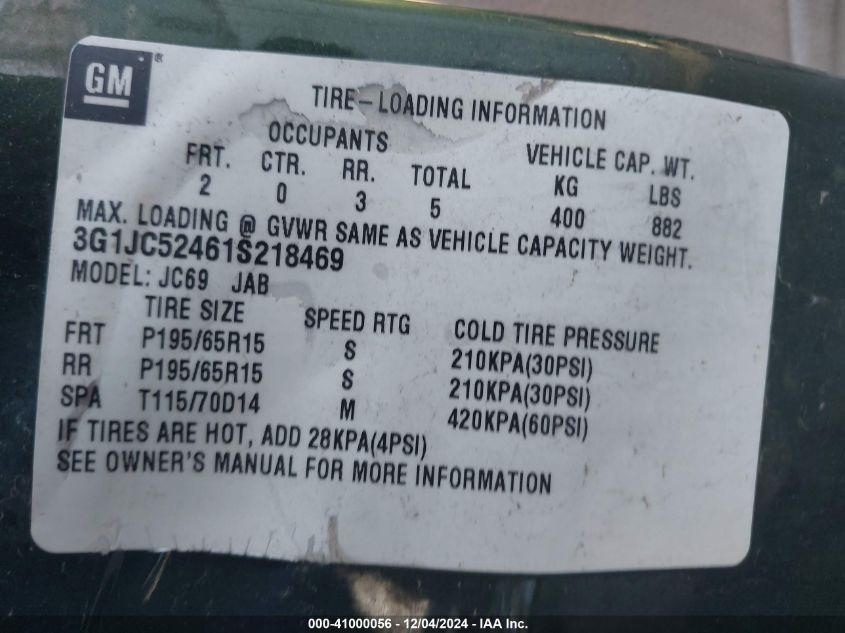 GM ®
TIRE-LOADING INFORMATION
OCCUPANTS VEHICLE CAP. WT.
FRT. CTR. RR. TOTAL KG LBS
2 0 3 5 400 882
MAX. LOADING @ GVWR SAME AS VEHICLE CAPACITY WEIGHT.
3G1JC52461S218469
MODEL: JC69 JAB
TIRE SIZE SPEED RTG COLD TIRE PRESSURE
FRT P195/65R15 S 210KPA(30PSI)
RR P195/65R15 S 210KPA(30PSI)
SPA T115/70D14 M 420KPA(60PSI)
IF TIRES ARE HOT, ADD 28KPA(4PSI)
SEE OWNER'S MANUAL FOR MORE INFORMATION
000-41000056 - 12/04/2024 - IAA Inc.